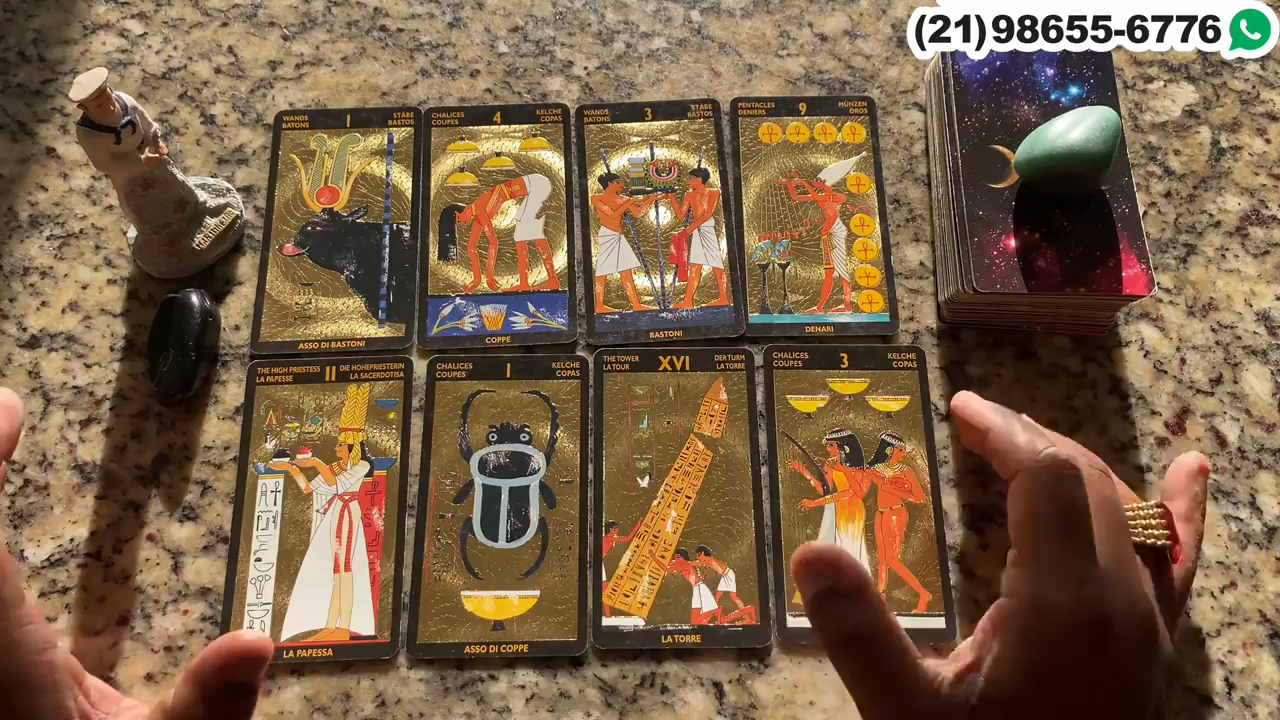 (21)98655-6776
WANDS
BATONS
I
STÄBE
BASTOS
ASSO DI BASTONI
CHALICES
COUPES
4
KELCHE
COPAS
COPPE
WANDS
BATONS
3
STÄBE
BASTOS
BASTONI
PENTACLES
DENIERS
9
MÜNZEN
OROS
DENARI
THE HIGH PRIESTESS
LA PAPESSE
II
DIE HOHEPRIESTERIN
LA SACERDOTISA
LA PAPESSA
CHALICES
COUPES
I
KELCHE
COPAS
ASSO DI COPPE
THE TOWER
LA TOUR
XVI
DER TURM
LA TORRE
LA TORRE
CHALICES
COUPES
3
KELCHE
COPAS